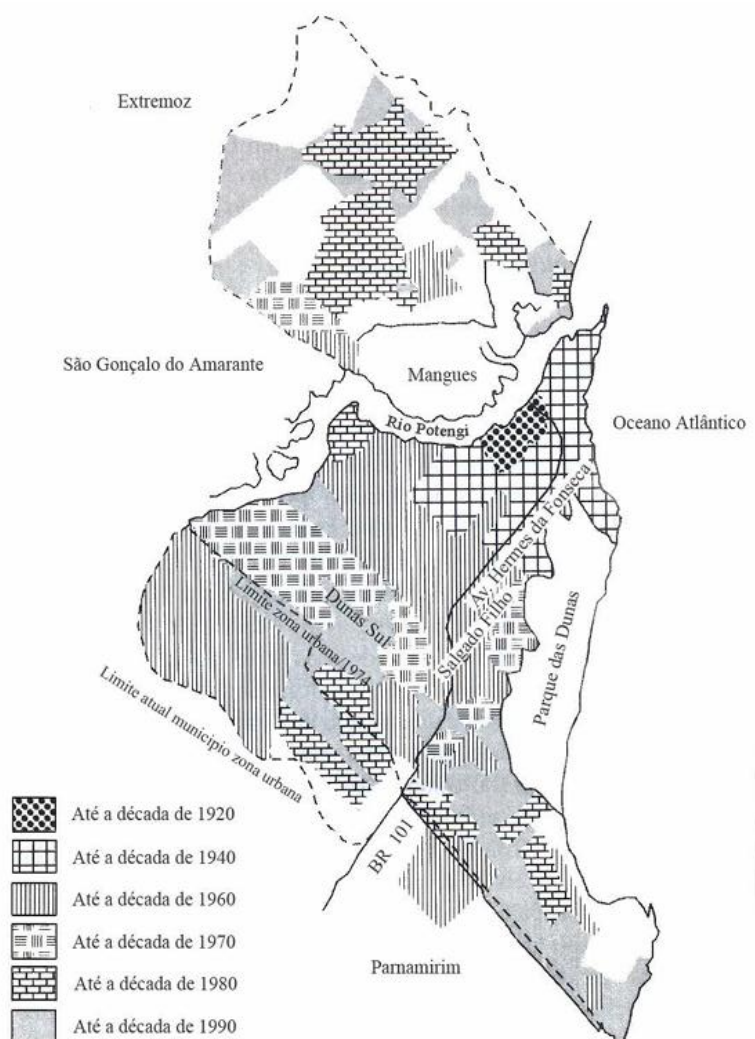 Extremoz
São Gonçalo do Amarante
Mangues
Rio Potengi
Oceano Atlântico
Av. Hermes da Fonseca
Salgado Filho
Dunas Sul
Limite zona urbana/1974
Parque das Dunas
Limite atual município zona urbana
BR 101
Parnamirim
Até a década de 1920
Até a década de 1940
Até a década de 1960
Até a década de 1970
Até a década de 1980
Até a década de 1990